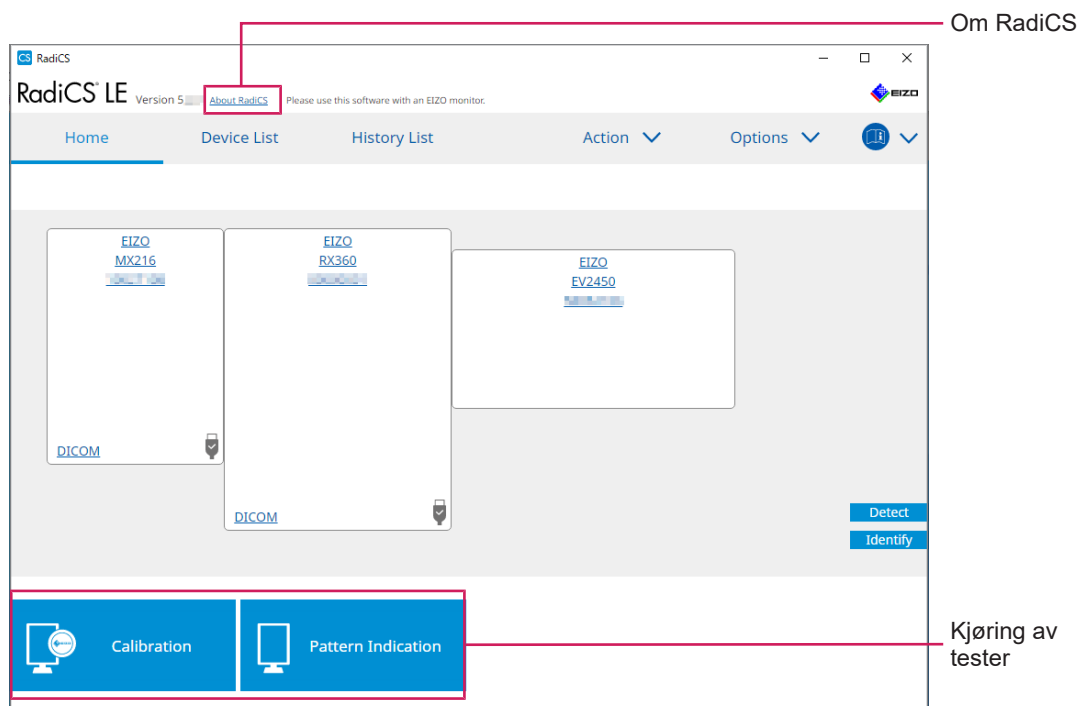 Om RadiCS
CS RadiCS
RadiCS® LE Version 5 About RadiCS Please use this software with an EIZO monitor.
EIZO
Home Device List History List Action Options
EIZO
MX216
EIZO
RX360
EIZO
EV2450
DICOM
DICOM
Detect
Identify
Calibration
Pattern Indication
Kjøring av
tester